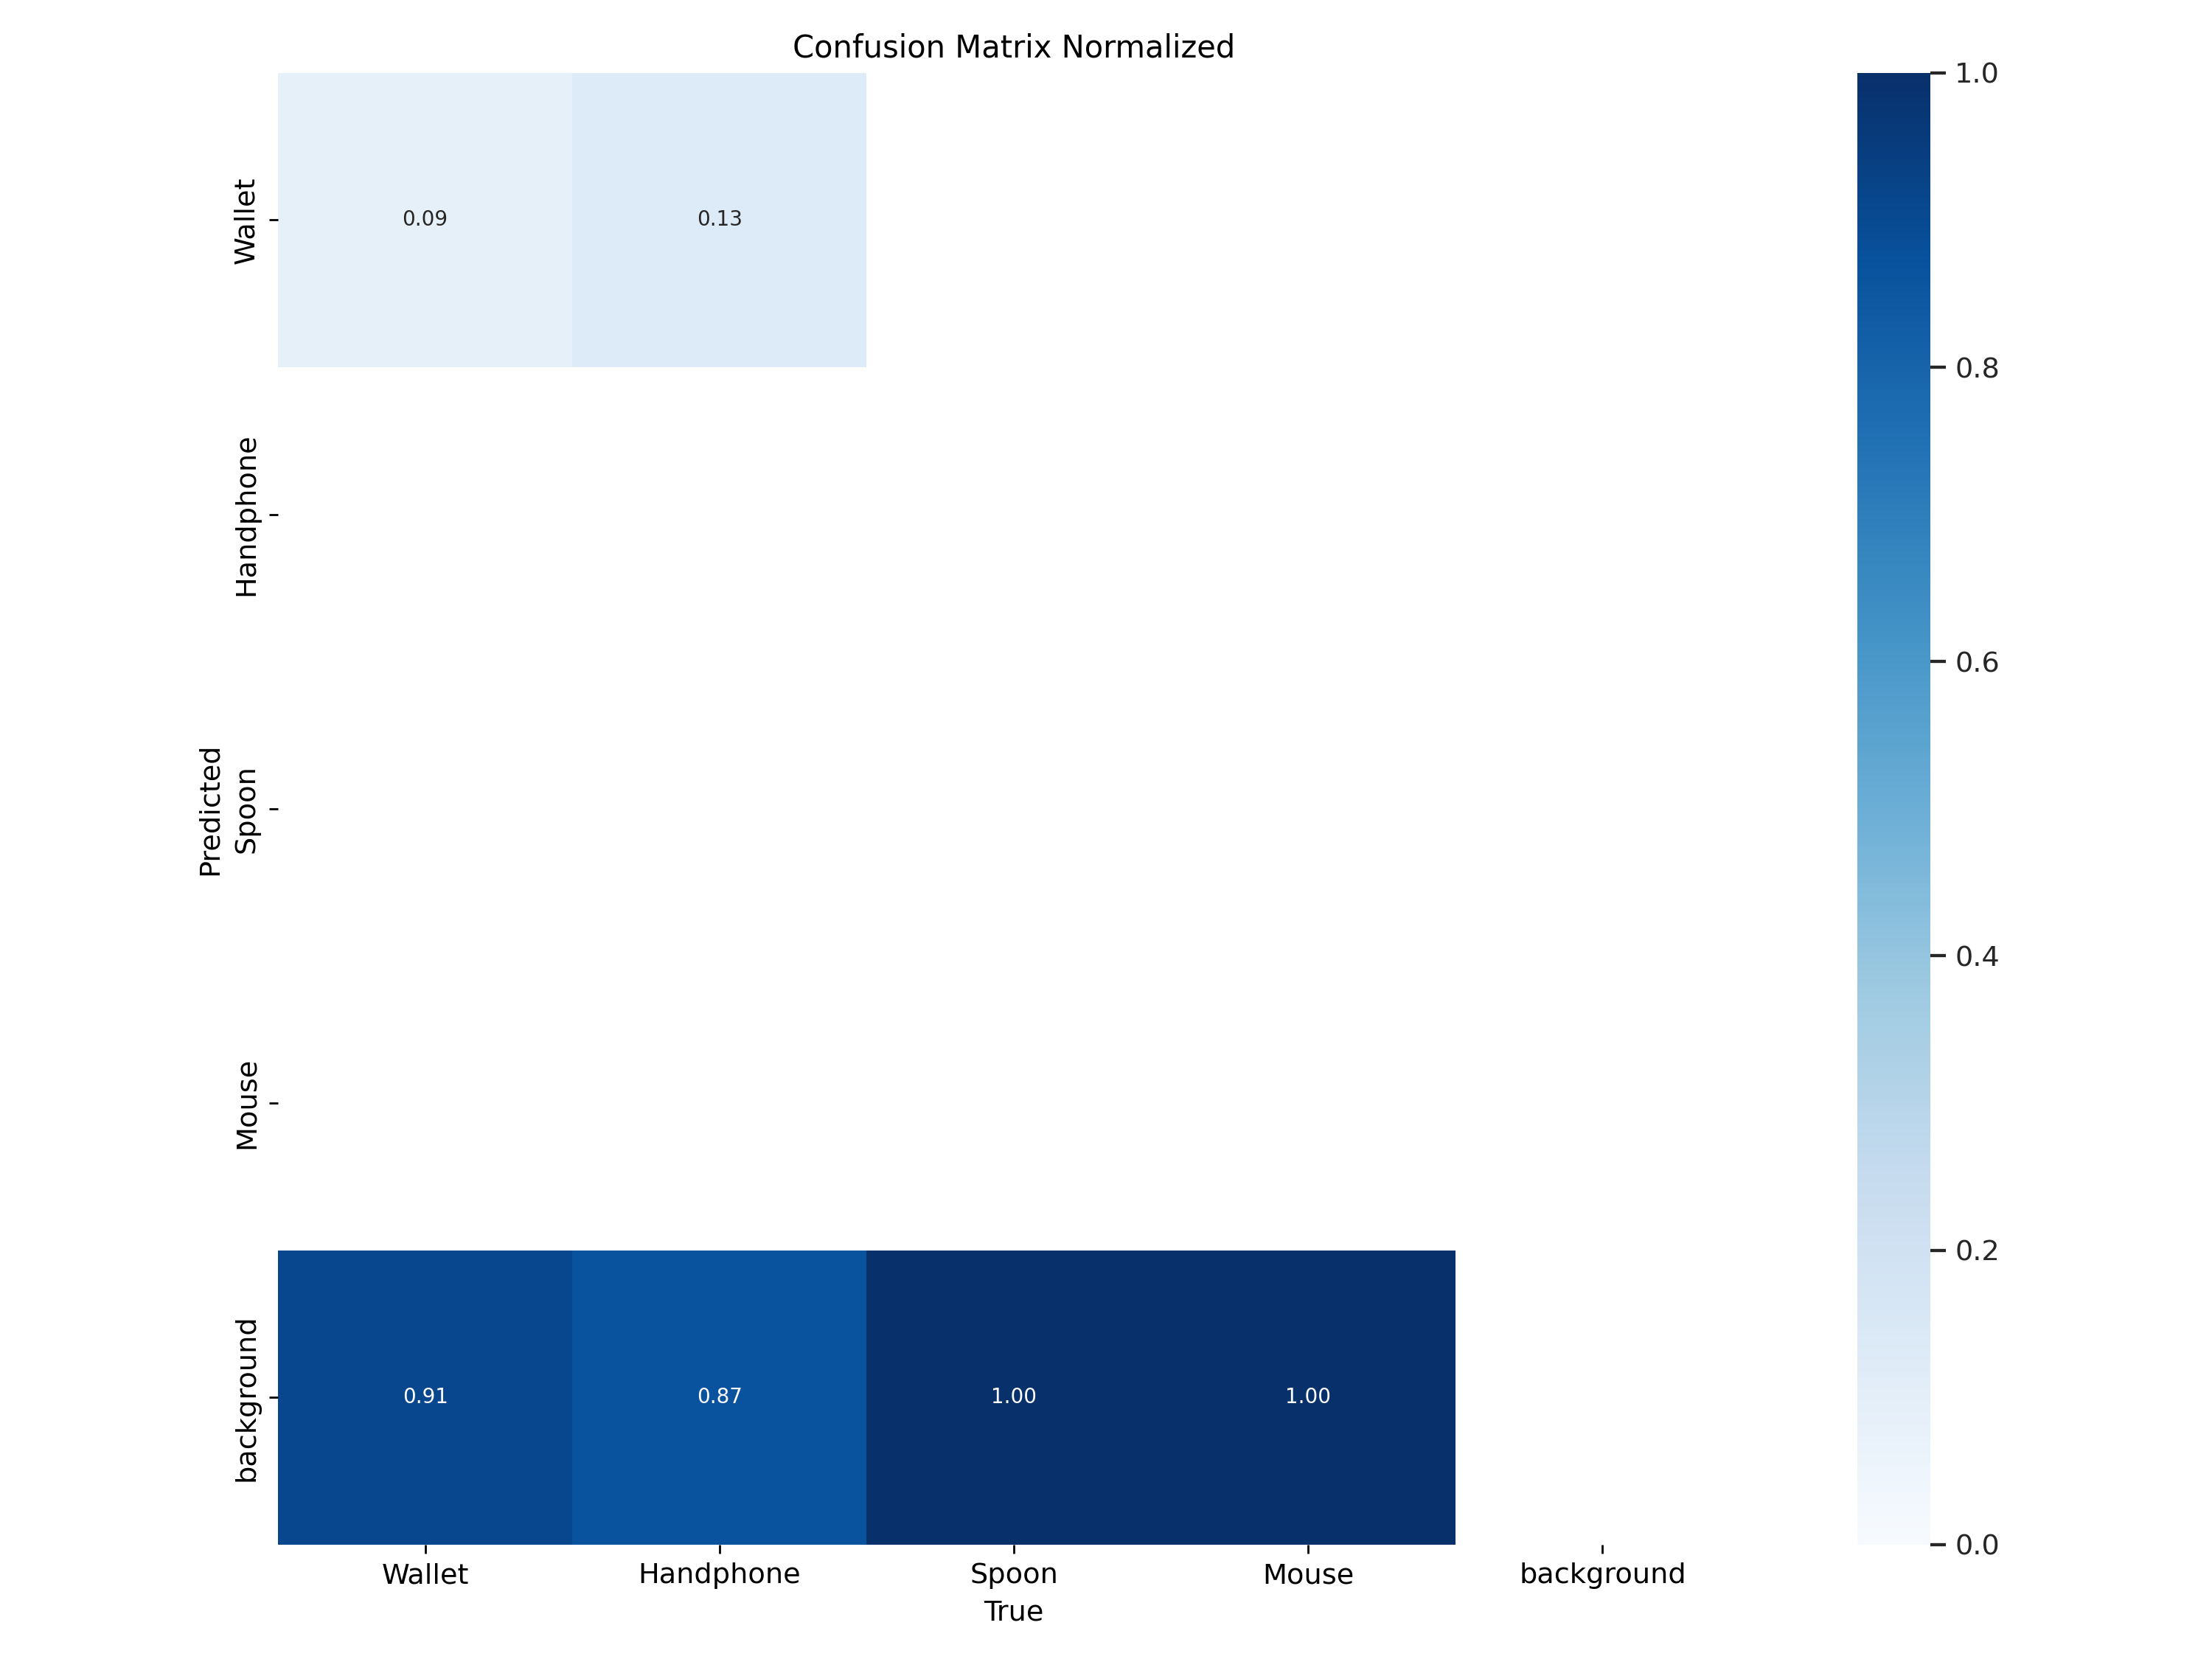 Confusion Matrix Normalized
Wallet
0.09
0.13
Handphone
Spoon
Mouse
background
0.91
0.87
1.00
1.00
Predicted
Wallet
Handphone
Spoon
Mouse
background
True
1.0
0.8
0.6
0.4
0.2
0.0